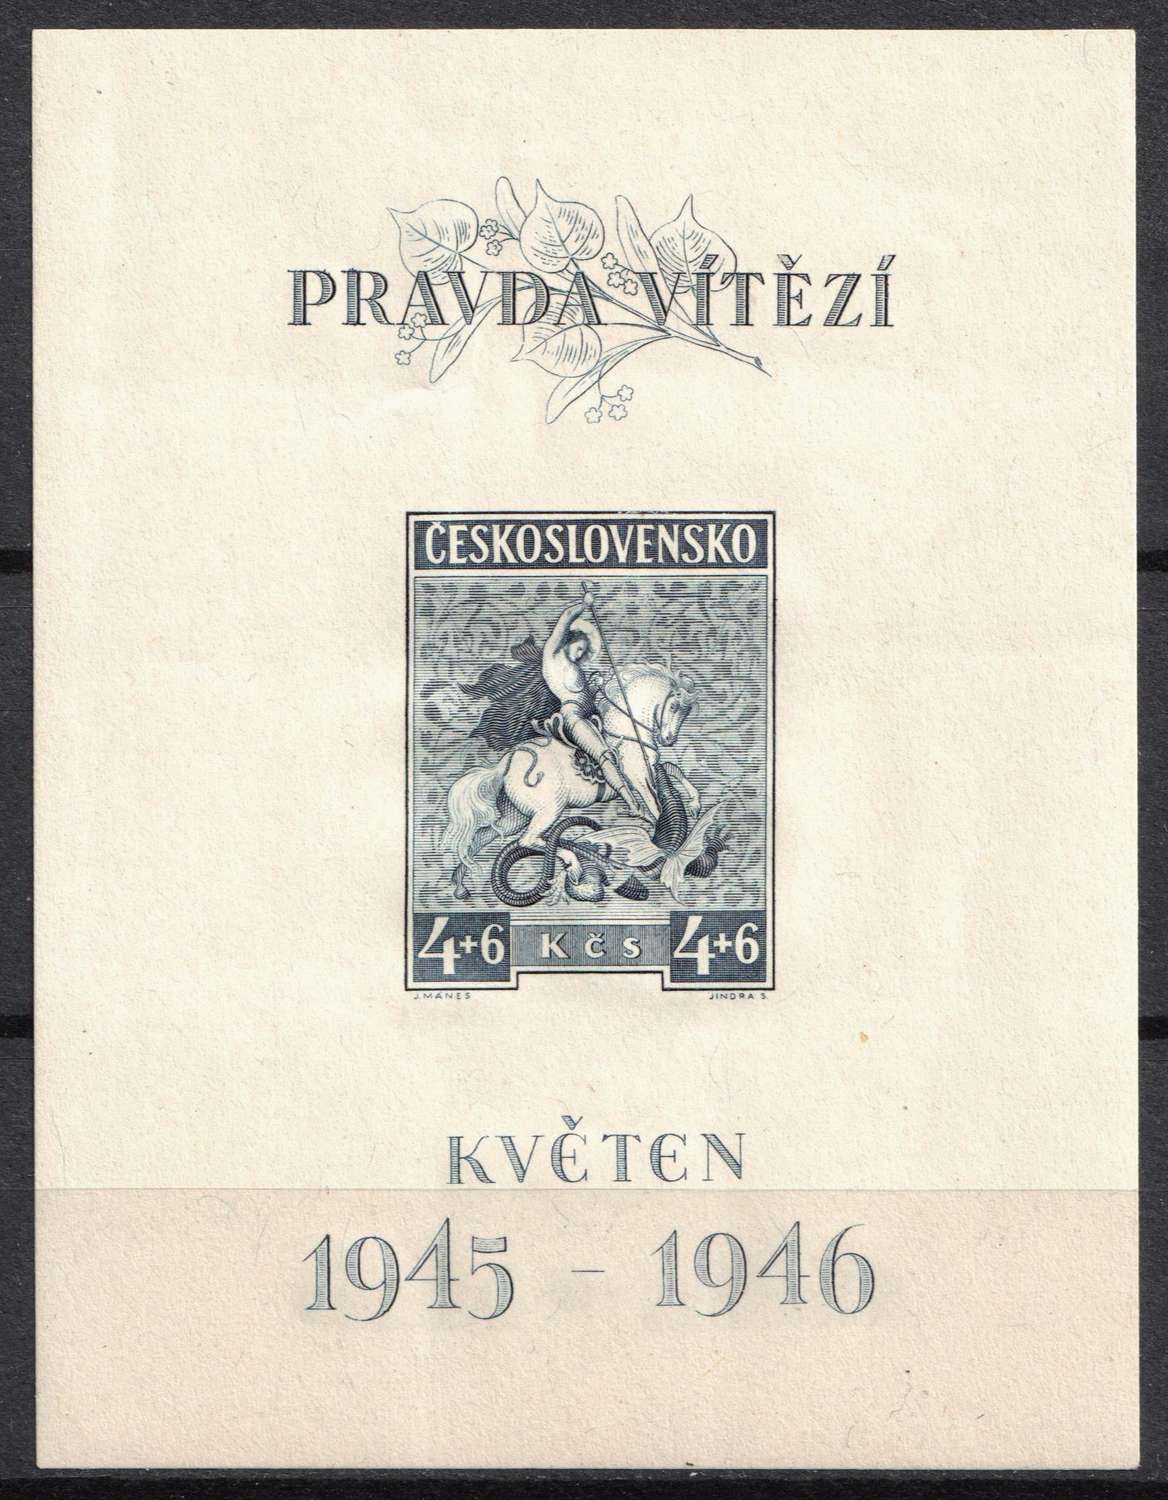 PRAVDA VÍTĚZÍ
ČESKOSLOVENSKO
4+6 Kčs 4+6
J. MÁNES JINDRA S.
KVĚTEN
1945 - 1946